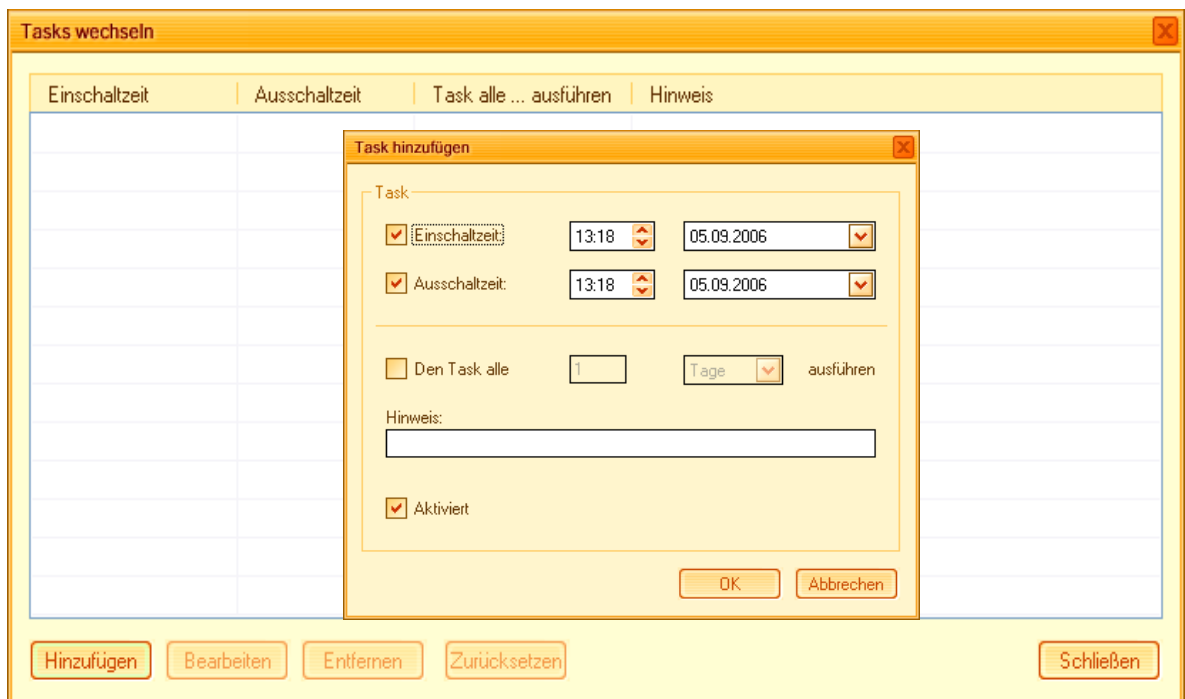 Tasks wechseln
Einschaltzeit Ausschaltzeit Task alle ... ausführen Hinweis
Task hinzufügen
Task
Einschaltzeit: 13:18 05.09.2006
Ausschaltzeit: 13:18 05.09.2006
Den Task alle 1 Tage ausführen
Hinweis:
Aktiviert
OK Abbrechen
Hinzufügen Bearbeiten Entfernen Zurücksetzen Schließen